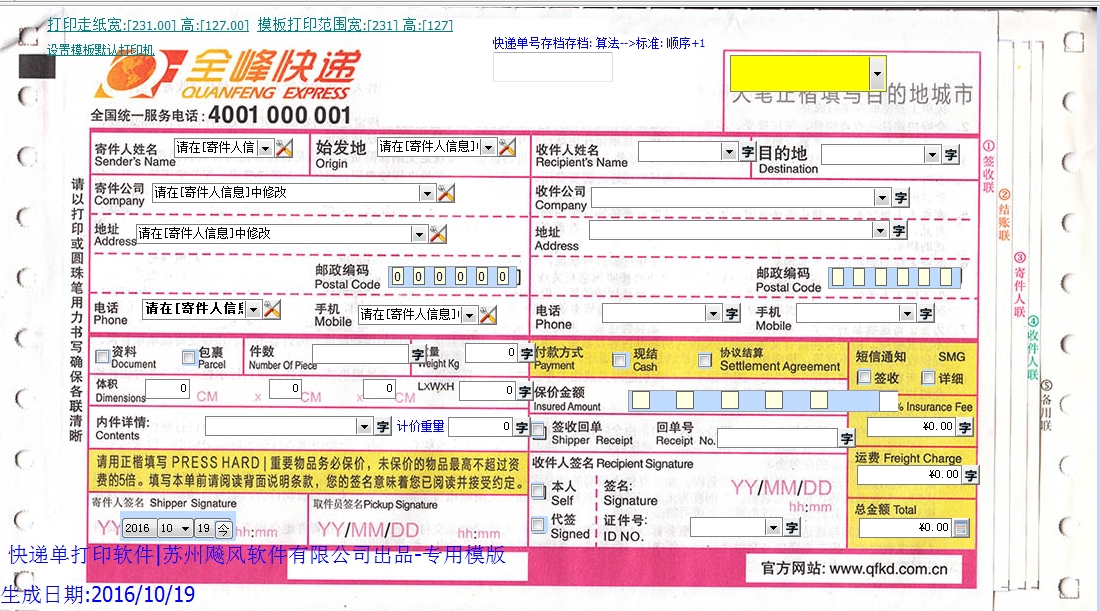 打印走纸宽:[231.00] 高:[127.00] 模板打印范围宽:[231] 高:[127]
设置模板默认打印机
快递单号存档存档: 算法-->标准: 顺序+1
全峰快递
QUANFENG EXPRESS
全国统一服务电话: 4001 000 001
大笔正楷填写目的地城市
寄件人姓名 请在[寄件人信 始发地 请在[寄件人信息] 收件人姓名 字 目的地 字
Sender's Name Origin Recipient's Name Destination
寄件公司 请在[寄件人信息]中修改 收件公司 字
Company Company
地址 请在[寄件人信息]中修改 地址 字
Address Address
邮政编码 0 0 0 0 0 0 邮政编码
Postal Code Postal Code
电话 请在[寄件人信息 手机 请在[寄件人信息] 电话 字 手机 字
Phone Mobile Phone Mobile
资料 包裹 件数 字 0 字 付款方式 现结 协议结算 短信通知 SMG
Document Parcel Number Of Piece Weight Kg Payment Cash Settlement Agreement 签收 详细
体积 0 0 0 LxWxH 0 字 保价金额
Dimensions CM x CM x CM Insured Amount % Insurance Fee
内件详情: 字 计价重量 0 字 签收回单 回单号 字 ¥0.00 字
Contents Shipper Receipt Receipt No.
请用正楷填写 PRESS HARD | 重要物品务必保价，未保价的物品最高不超过资
费的5倍。填写本单前请阅读背面说明条款，您的签名意味着您已阅读并接受约定。
收件人签名 Recipient Signature
运费 Freight Charge
¥0.00 字
本人 签名: YY/MM/DD
Self Signature hh:mm
寄件人签名 Shipper Signature 取件员签名Pickup Signature
总金额 Total
¥0.00
YY 2016 10 19 今 hh:mm YY/MM/DD hh:mm
代签 证件号: 字
Signed ID NO.
快递单打印软件|苏州飚风软件有限公司出品-专用模版
官方网站: www.qfkd.com.cn
生成日期:2016/10/19
请以打印或圆珠笔用力书写确保各联清晰
①签收联
②结账联
③寄件人联
④收件人联
⑤备用联